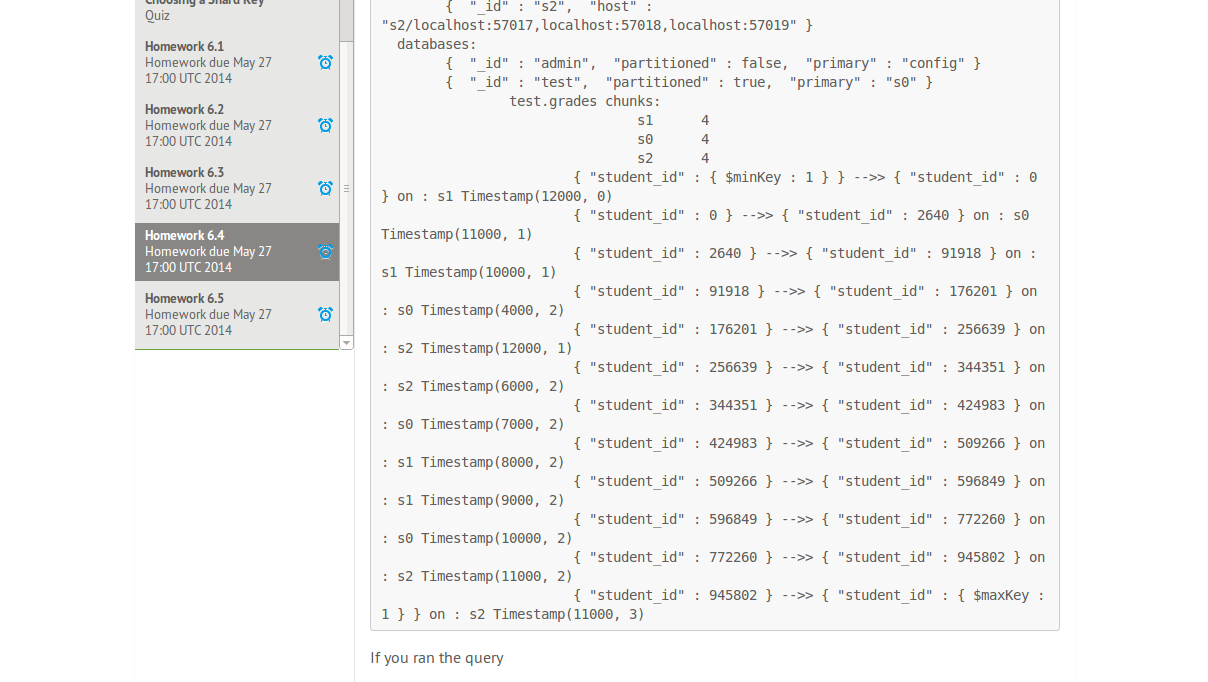 Choosing a Shard Key
Quiz
Homework 6.1
Homework due May 27
17:00 UTC 2014
Homework 6.2
Homework due May 27
17:00 UTC 2014
Homework 6.3
Homework due May 27
17:00 UTC 2014
Homework 6.4
Homework due May 27
17:00 UTC 2014
Homework 6.5
Homework due May 27
17:00 UTC 2014
{ "_id" : "s2", "host" :
"s2/localhost:57017,localhost:57018,localhost:57019" }
databases:
{ "_id" : "admin", "partitioned" : false, "primary" : "config" }
{ "_id" : "test", "partitioned" : true, "primary" : "s0" }
test.grades chunks:
s1 4
s0 4
s2 4
{ "student_id" : { $minKey : 1 } } -->> { "student_id" : 0
} on : s1 Timestamp(12000, 0)
{ "student_id" : 0 } -->> { "student_id" : 2640 } on : s0
Timestamp(11000, 1)
{ "student_id" : 2640 } -->> { "student_id" : 91918 } on :
s1 Timestamp(10000, 1)
{ "student_id" : 91918 } -->> { "student_id" : 176201 } on
: s0 Timestamp(4000, 2)
{ "student_id" : 176201 } -->> { "student_id" : 256639 } on
: s2 Timestamp(12000, 1)
{ "student_id" : 256639 } -->> { "student_id" : 344351 } on
: s2 Timestamp(6000, 2)
{ "student_id" : 344351 } -->> { "student_id" : 424983 } on
: s0 Timestamp(7000, 2)
{ "student_id" : 424983 } -->> { "student_id" : 509266 } on
: s1 Timestamp(8000, 2)
{ "student_id" : 509266 } -->> { "student_id" : 596849 } on
: s1 Timestamp(9000, 2)
{ "student_id" : 596849 } -->> { "student_id" : 772260 } on
: s0 Timestamp(10000, 2)
{ "student_id" : 772260 } -->> { "student_id" : 945802 } on
: s2 Timestamp(11000, 2)
{ "student_id" : 945802 } -->> { "student_id" : { $maxKey :
1 } } on : s2 Timestamp(11000, 3)
If you ran the query